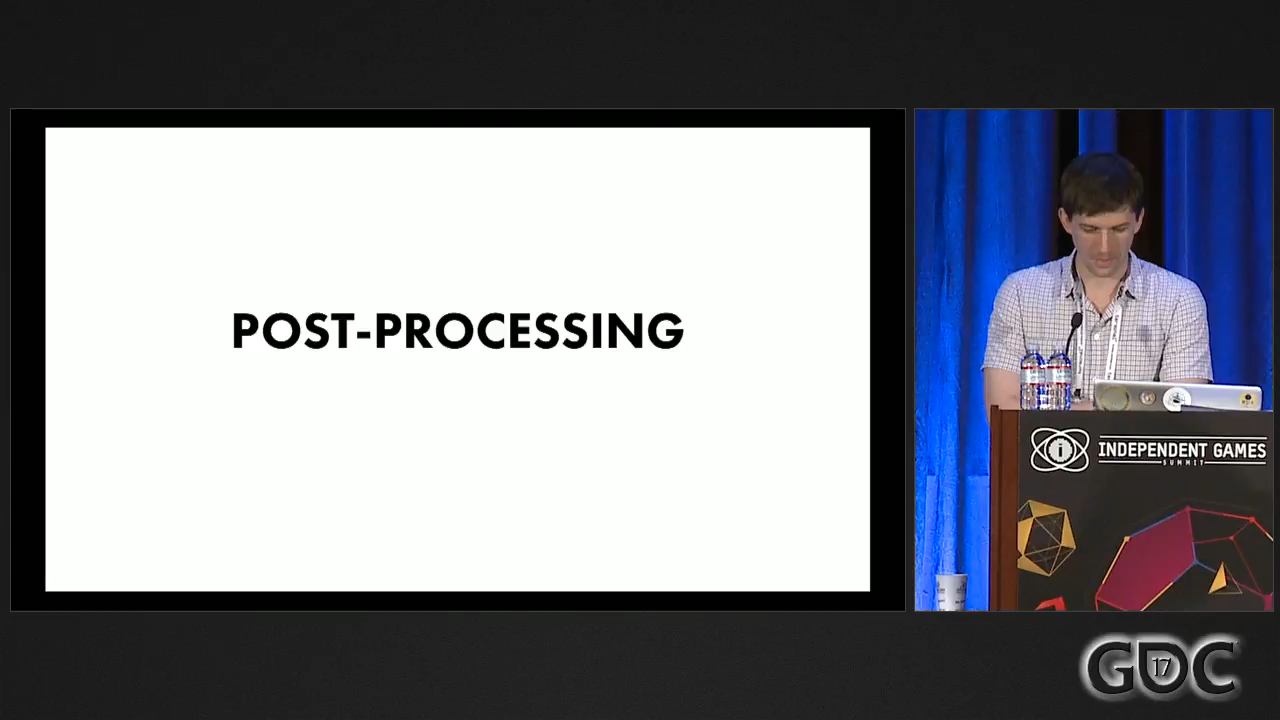 POST-PROCESSING
INDEPENDENT GAMES
SUMMIT
GDC
17